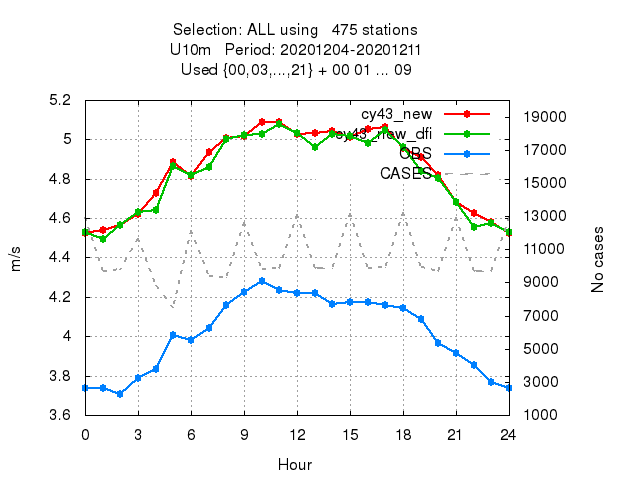 Selection: ALL using   475 stations
U10m   Period: 20201204-20201211
Used {00,03,...,21} + 00 01 ... 09
cy43_new
cy43_new_dfi
OBS
CASES
5.2
5
4.8
4.6
4.4
4.2
4
3.8
3.6
m/s
19000
17000
15000
13000
11000
9000
7000
5000
3000
1000
No cases
0 3 6 9 12 15 18 21 24
Hour